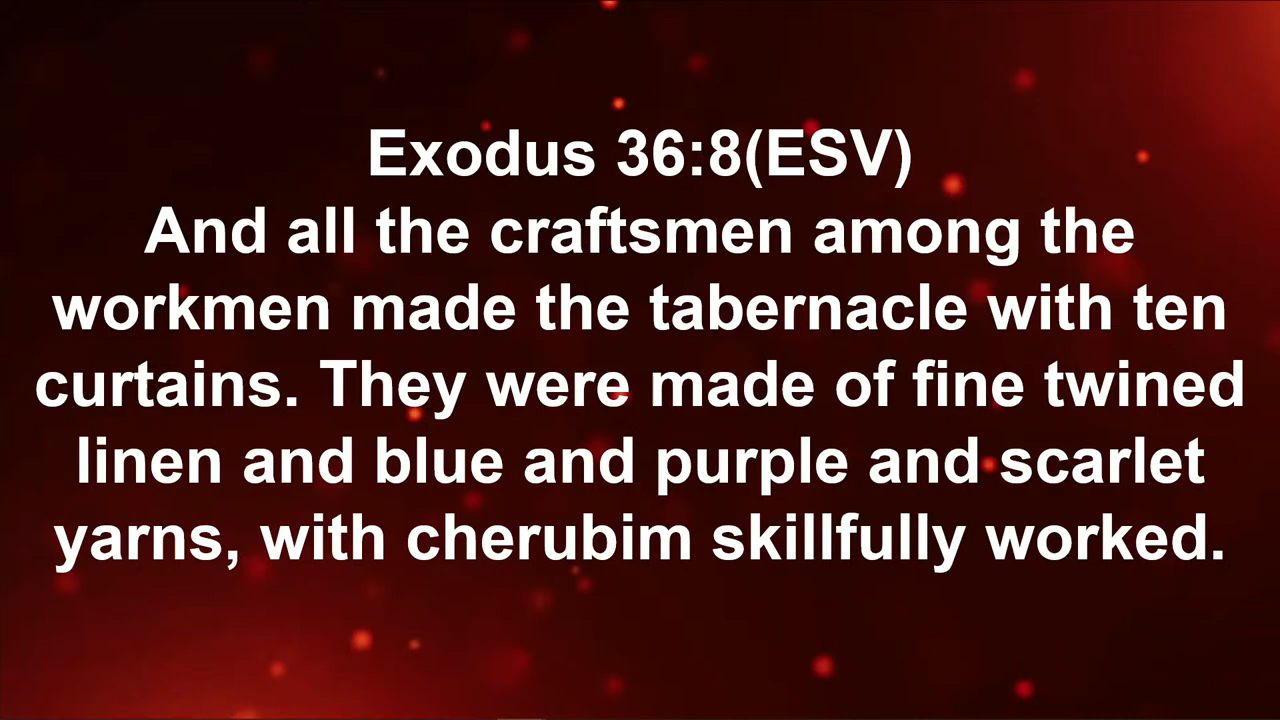 Exodus 36:8(ESV)
And all the craftsmen among the
workmen made the tabernacle with ten
curtains. They were made of fine twined
linen and blue and purple and scarlet
yarns, with cherubim skillfully worked.